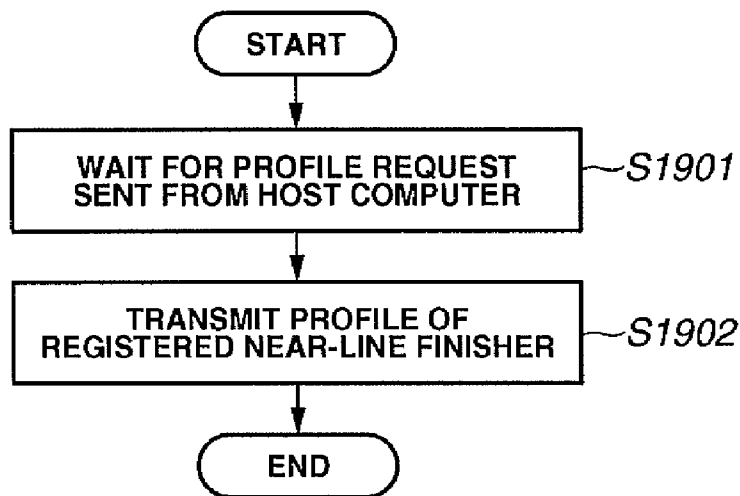 START
WAIT FOR PROFILE REQUEST
SENT FROM HOST COMPUTER
S1901
TRANSMIT PROFILE OF
REGISTERED NEAR-LINE FINISHER
S1902
END